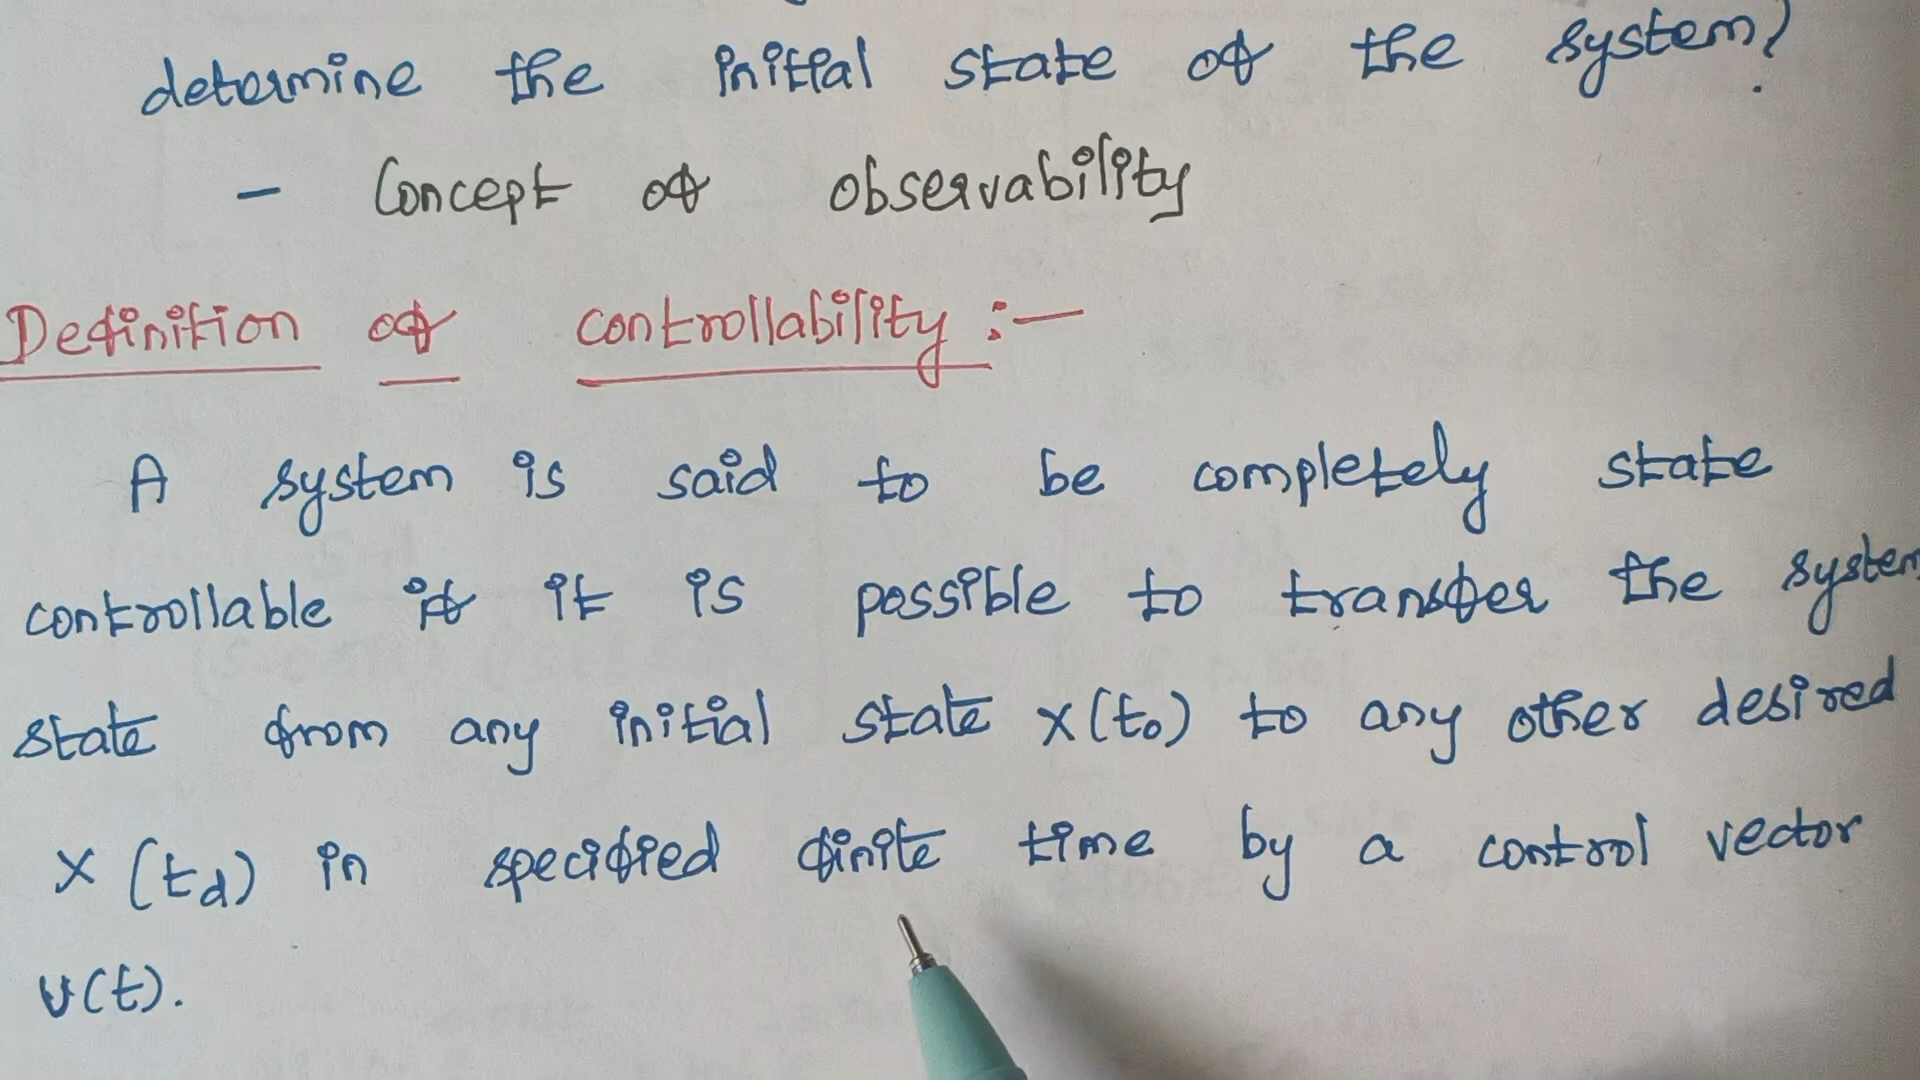 determine the initial state of the system?
- Concept of observability
Definition of controllability :-
A system is said to be completely state
controllable if it is possible to transfer the system
state from any initial state x(t₀) to any other desired
x(td) in specified finite time by a control vector
U(t).